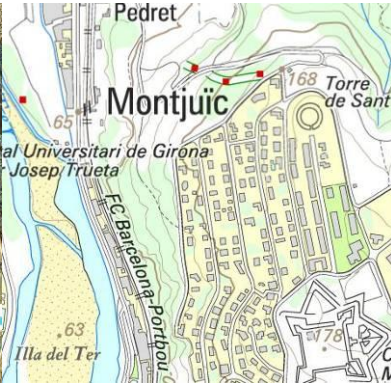 Pedret
168
Torre
de Sant
Montjuïc
65
tal Universitari de Girona
r Josep Trueta
FC Barcelona-Portbou
63
Illa del Ter
178